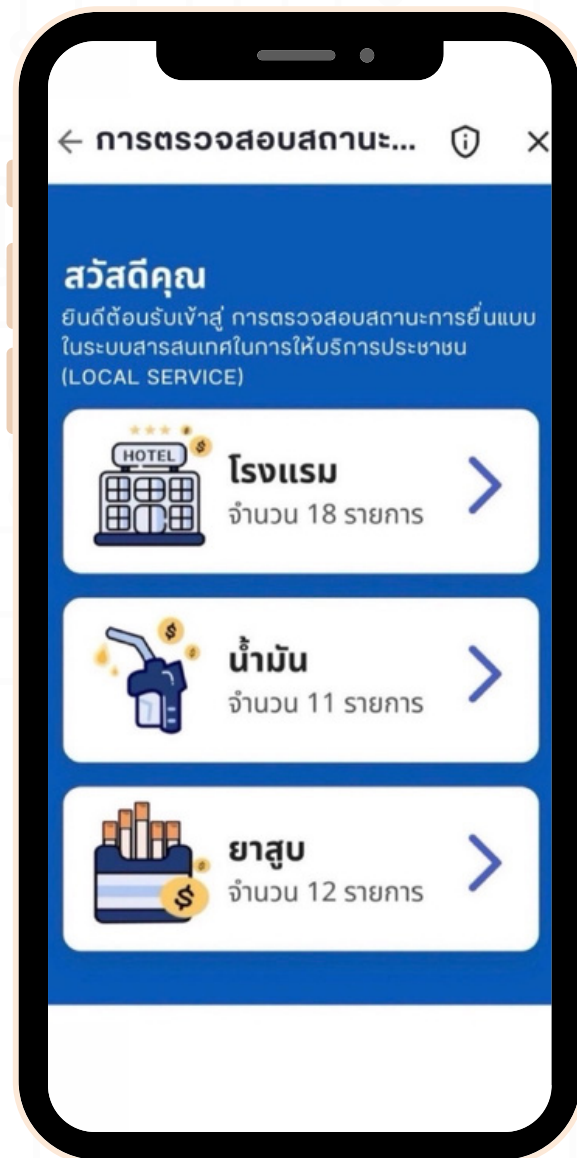 การตรวจสอบสถานะ...
สวัสดีคุณ
ยินดีต้อนรับเข้าสู่ การตรวจสอบสถานะการยื่นแบบ
ในระบบสารสนเทศในการให้บริการประชาชน
(LOCAL SERVICE)
HOTEL
โรงแรม
จำนวน 18 รายการ
น้ำมัน
จำนวน 11 รายการ
ยาสูบ
จำนวน 12 รายการ